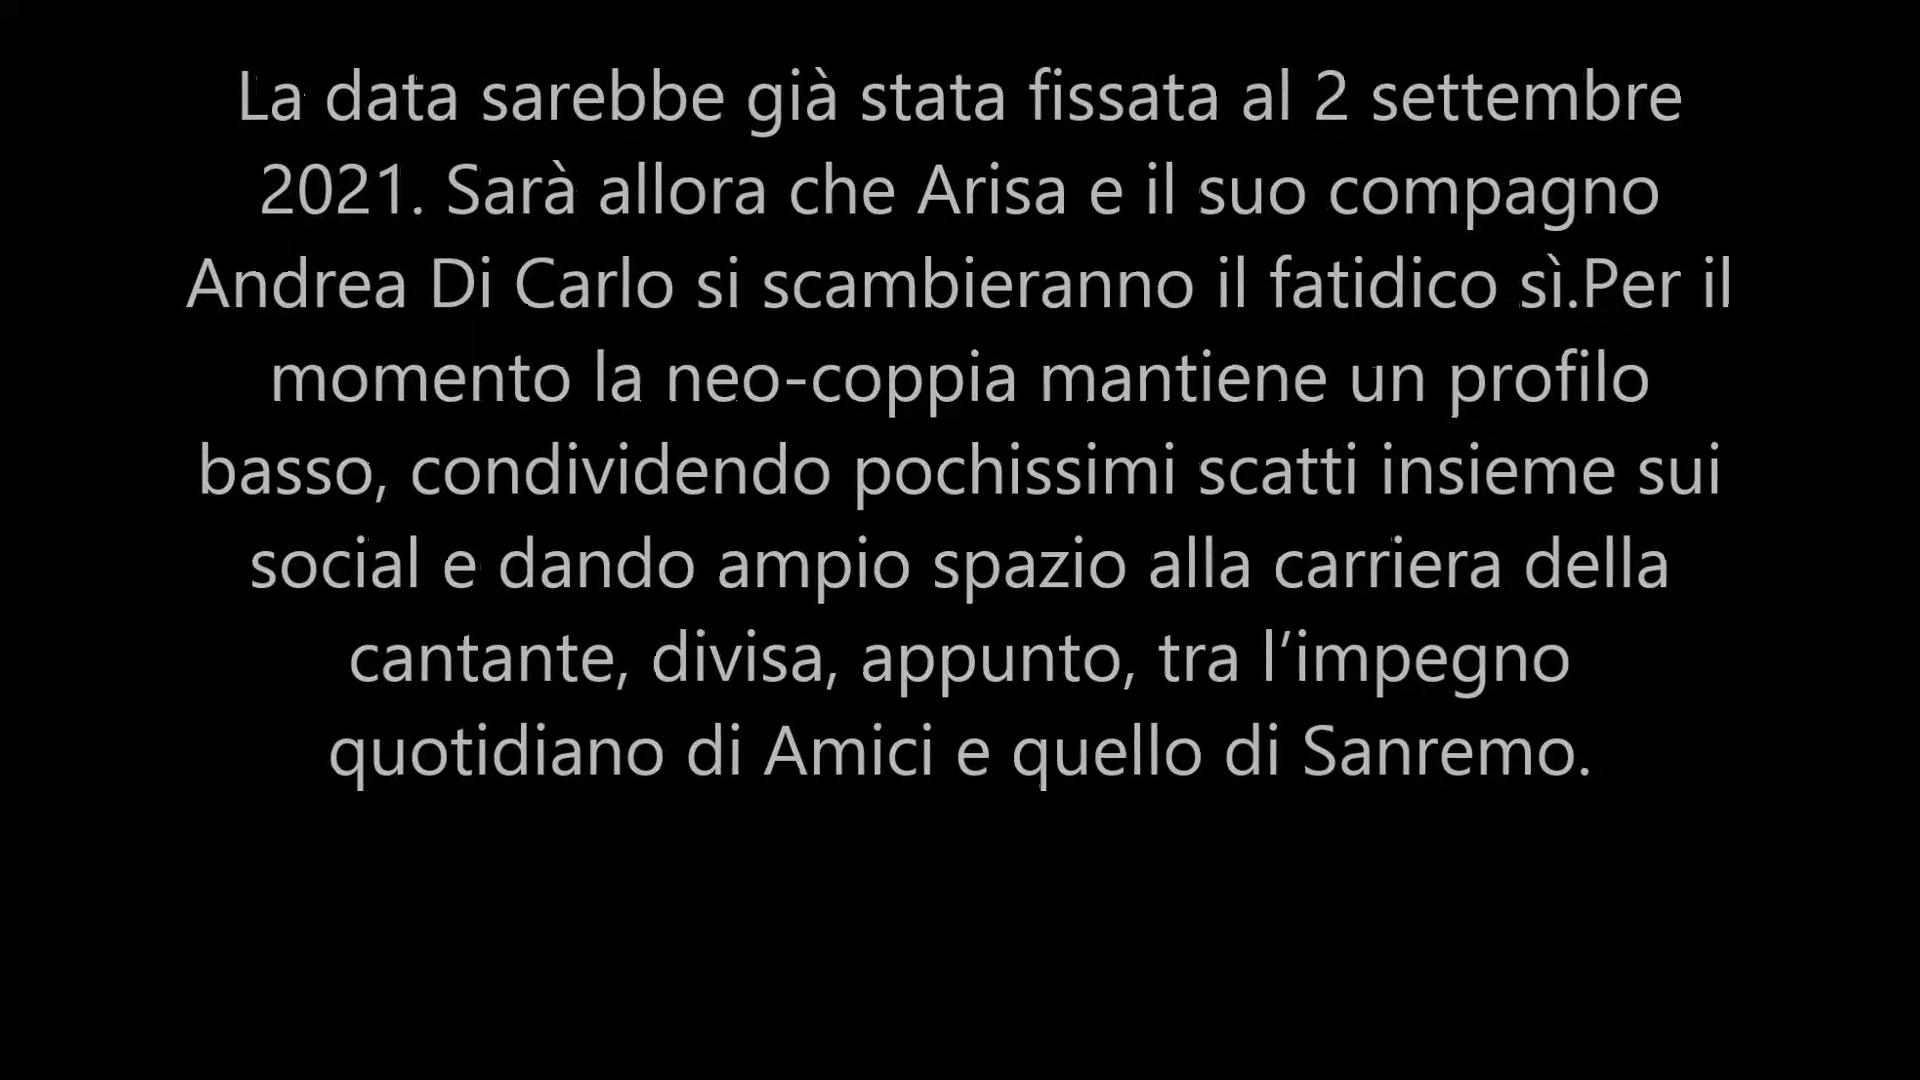 La data sarebbe già stata fissata al 2 settembre
2021. Sarà allora che Arisa e il suo compagno
Andrea Di Carlo si scambieranno il fatidico sì.Per il
momento la neo-coppia mantiene un profilo
basso, condividendo pochissimi scatti insieme sui
social e dando ampio spazio alla carriera della
cantante, divisa, appunto, tra l’impegno
quotidiano di Amici e quello di Sanremo.